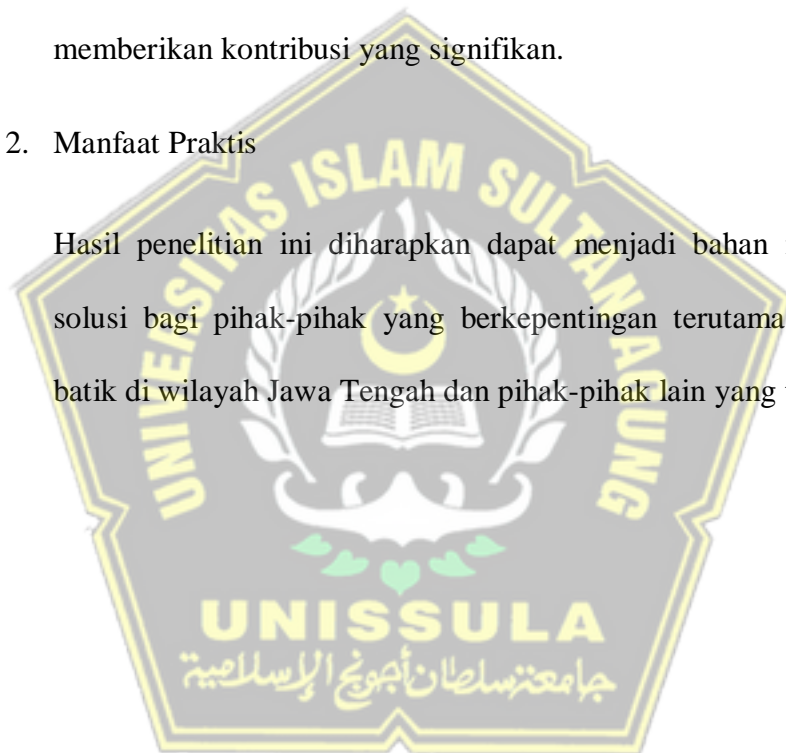 memberikan kontribusi yang signifikan.
2. Manfaat Praktis
Hasil penelitian ini diharapkan dapat menjadi bahan
solusi bagi pihak-pihak yang berkepentingan terutama
batik di wilayah Jawa Tengah dan pihak-pihak lain yang
UNIVERSITAS ISLAM SULTAN AGUNG
UNISSULA
جامعة سلطان أجونج الإسلامية